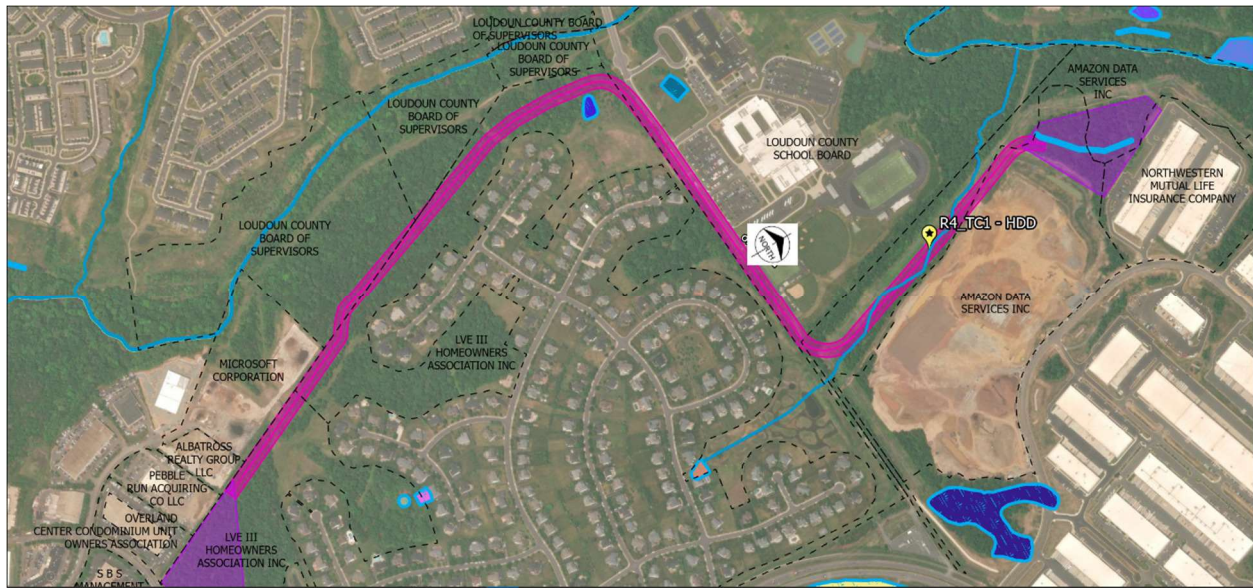 LOUDOUN COUNTY BOARD
OF SUPERVISORS
LOUDOUN COUNTY
BOARD OF
SUPERVISORS
LOUDOUN COUNTY
BOARD OF
SUPERVISORS
AMAZON DATA
SERVICES
INC
LOUDOUN COUNTY
SCHOOL BOARD
NORTHWESTERN
MUTUAL LIFE
INSURANCE COMPANY
R4_TC1 - HDD
LOUDOUN COUNTY
BOARD OF
SUPERVISORS
NORTH
AMAZON DATA
SERVICES INC
LVE III
HOMEOWNERS
ASSOCIATION INC
MICROSOFT
CORPORATION
ALBATROSS
REALTY GROUP
LLC
PEBBLE
RUN ACQUIRING
CO LLC
OVERLAND
CENTER CONDOMINIUM UNIT
OWNERS ASSOCIATION
LVE III
HOMEOWNERS
ASSOCIATION INC
S B S
MANAGEMENT